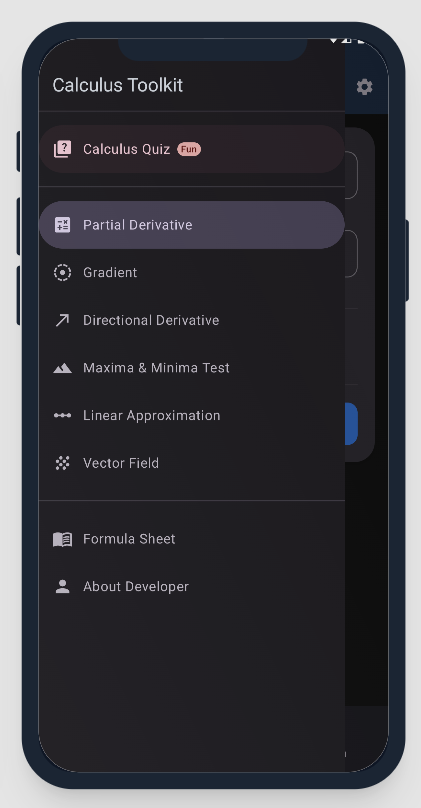 Calculus Toolkit
Calculus Quiz Fun
Partial Derivative
Gradient
Directional Derivative
Maxima & Minima Test
Linear Approximation
Vector Field
Formula Sheet
About Developer